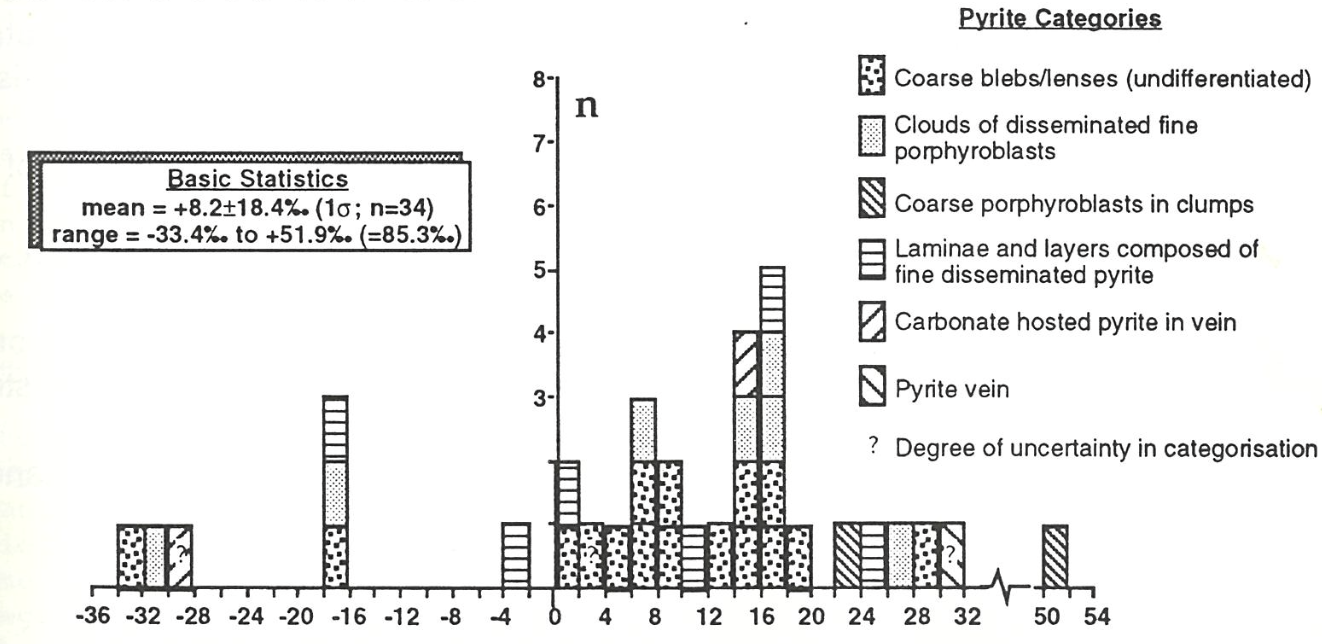 Pyrite Categories
Coarse blebs/lenses (undifferentiated)
Clouds of disseminated fine
porphyroblasts
Coarse porphyroblasts in clumps
Laminae and layers composed of
fine disseminated pyrite
Carbonate hosted pyrite in vein
Pyrite vein
? Degree of uncertainty in categorisation
Basic Statistics
mean = +8.2±18.4‰ (1σ; n=34)
range = -33.4‰ to +51.9‰ (=85.3‰)
n
8
7
6
5
4
3
? ? ?
-36 -32 -28 -24 -20 -16 -12 -8 -4 0 4 8 12 16 20 24 28 32 50 54